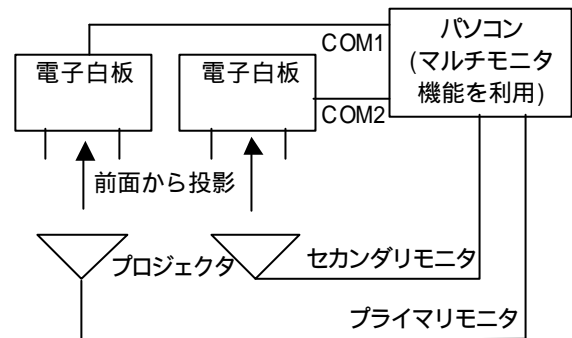 パソコン
(マルチモニタ
機能を利用)
COM1
電子白板
電子白板
COM2
前面から投影
プロジェクタ
セカンダリモニタ
プライマリモニタ